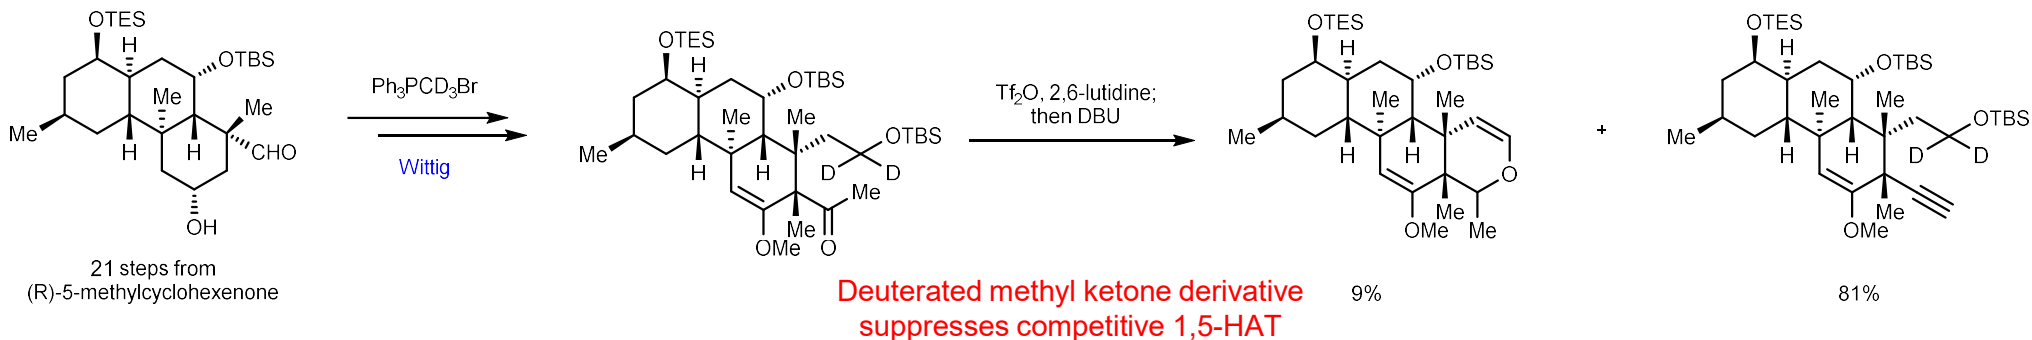 OTES
H
OTBS
Me
Me
Me
H
H
CHO
OH
21 steps from
(R)-5-methylcyclohexenone
Ph₃PCD₃Br
Wittig
OTES
H
OTBS
Me
Me
OTBS
Me
H
H
D
D
Me
Me
OMe
O
Tf₂O, 2,6-lutidine;
then DBU
Deuterated methyl ketone derivative
suppresses competitive 1,5-HAT
OTES
H
OTBS
Me
Me
Me
H
H
O
Me
OMe
Me
9%
+
OTES
H
OTBS
Me
Me
OTBS
Me
H
H
D
D
Me
OMe
81%